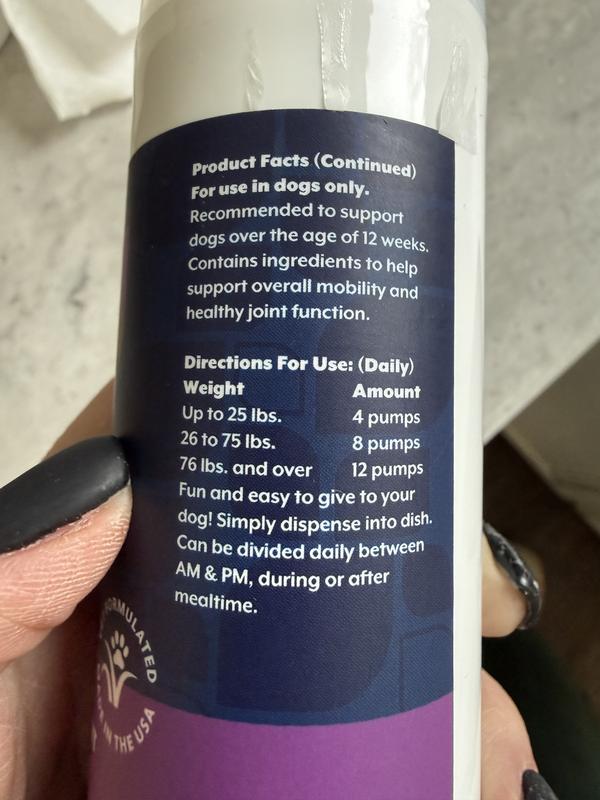 Product Facts (Continued)
For use in dogs only.
Recommended to support
dogs over the age of 12 weeks.
Contains ingredients to help
support overall mobility and
healthy joint function.
Directions For Use: (Daily)
Weight Amount
Up to 25 lbs. 4 pumps
26 to 75 lbs. 8 pumps
76 lbs. and over 12 pumps
Fun and easy to give to your
dog! Simply dispense into dish.
Can be divided daily between
AM & PM, during or after
mealtime.
FORMULATED
IN THE USA